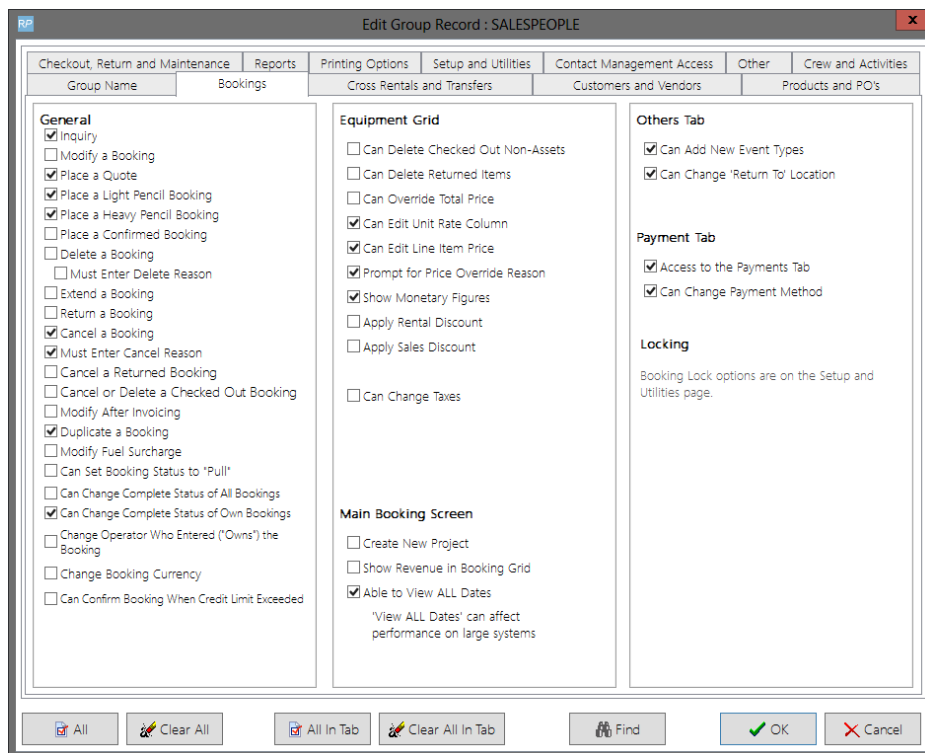 RP
Edit Group Record : SALESPEOPLE
x
Checkout, Return and Maintenance
Reports
Printing Options
Setup and Utilities
Contact Management Access
Other
Crew and Activities
Group Name
Bookings
Cross Rentals and Transfers
Customers and Vendors
Products and PO's
General
Inquiry
Modify a Booking
Place a Quote
Place a Light Pencil Booking
Place a Heavy Pencil Booking
Place a Confirmed Booking
Delete a Booking
Must Enter Delete Reason
Extend a Booking
Return a Booking
Cancel a Booking
Must Enter Cancel Reason
Cancel a Returned Booking
Cancel or Delete a Checked Out Booking
Modify After Invoicing
Duplicate a Booking
Modify Fuel Surcharge
Can Set Booking Status to "Pull"
Can Change Complete Status of All Bookings
Can Change Complete Status of Own Bookings
Change Operator Who Entered ("Owns") the
Booking
Change Booking Currency
Can Confirm Booking When Credit Limit Exceeded
Equipment Grid
Can Delete Checked Out Non-Assets
Can Delete Returned Items
Can Override Total Price
Can Edit Unit Rate Column
Can Edit Line Item Price
Prompt for Price Override Reason
Show Monetary Figures
Apply Rental Discount
Apply Sales Discount
Can Change Taxes
Main Booking Screen
Create New Project
Show Revenue in Booking Grid
Able to View ALL Dates
'View ALL Dates' can affect
performance on large systems
Others Tab
Can Add New Event Types
Can Change 'Return To' Location
Payment Tab
Access to the Payments Tab
Can Change Payment Method
Locking
Booking Lock options are on the Setup and
Utilities page.
All
Clear All
All In Tab
Clear All In Tab
Find
OK
Cancel